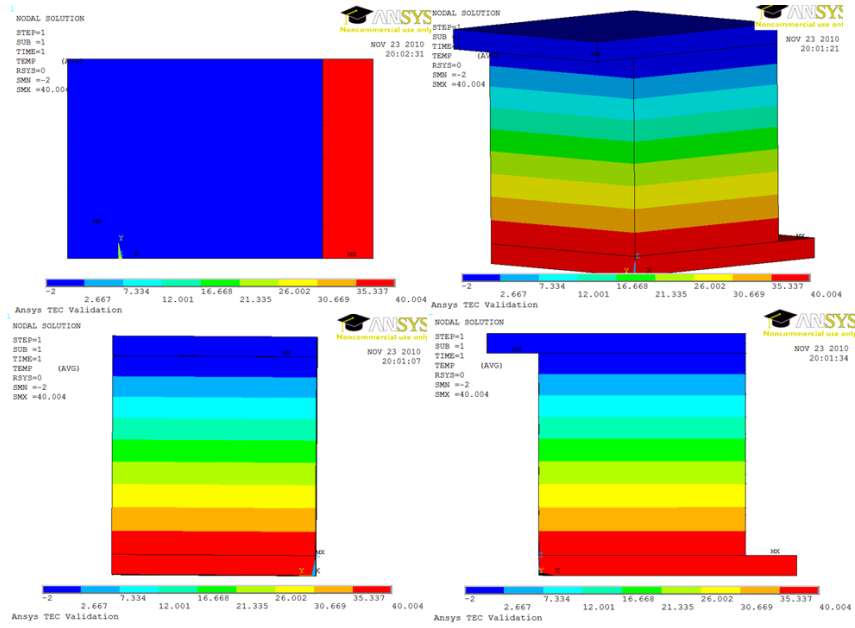 1
NODAL SOLUTION
STEP=1
SUB =1
TIME=1
TEMP (AVG)
RSYS=0
SMN =-2
SMX =40.004
ANSYS
Noncommercial use only
NOV 23 2010
20:02:31
MN
Y
X
MX
-2 2.667 7.334 12.001 16.668 21.335 26.002 30.669 35.337 40.004
Ansys TEC Validation
NODAL SOLUTION
STEP=1
SUB =1
TIME=1
TEMP (AVG)
RSYS=0
SMN =-2
SMX =40.004
ANSYS
Noncommercial use only
NOV 23 2010
20:01:21
MN
MX
Z
Y X
-2 2.667 7.334 12.001 16.668 21.335 26.002 30.669 35.337 40.004
Ansys TEC Validation
1
NODAL SOLUTION
STEP=1
SUB =1
TIME=1
TEMP (AVG)
RSYS=0
SMN =-2
SMX =40.004
ANSYS
Noncommercial use only
NOV 23 2010
20:01:07
MN
MX
Z
Y X
-2 2.667 7.334 12.001 16.668 21.335 26.002 30.669 35.337 40.004
Ansys TEC Validation
NODAL SOLUTION
STEP=1
SUB =1
TIME=1
TEMP (AVG)
RSYS=0
SMN =-2
SMX =40.004
ANSYS
Noncommercial use only
NOV 23 2010
20:01:34
MN
MX
Z
Y X
-2 2.667 7.334 12.001 16.668 21.335 26.002 30.669 35.337 40.004
Ansys TEC Validation